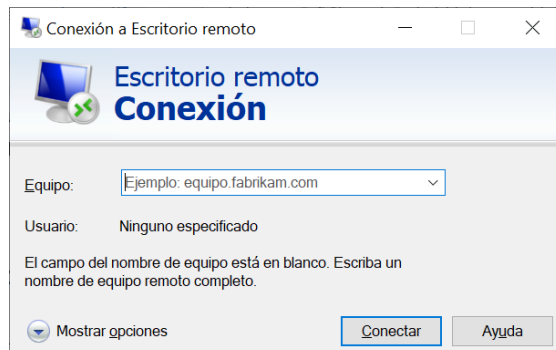 Conexión a Escritorio remoto
Escritorio remoto
Conexión
Equipo:
Ejemplo: equipo.fabrikam.com
Usuario:
Ninguno especificado
El campo del nombre de equipo está en blanco. Escriba un
nombre de equipo remoto completo.
Mostrar opciones
Conectar
Ayuda